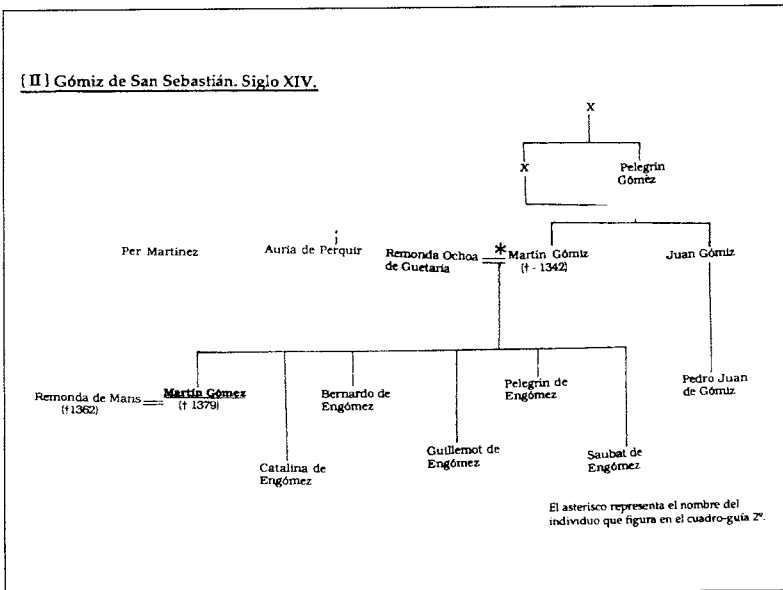 {II} Gómiz de San Sebastián. Siglo XIV.
X
X
Pelegrín
Gómez
Per Martinez
Auria de Perquir
Remonda Ochoa
de Guetaria
*
Martín Gómiz
(† - 1342)
Juan Gómiz
Remonda de Mans
(†1362)
Martín Gómez
(† 1379)
Bernardo de
Engómez
Pelegrín de
Engómez
Pedro Juan
de Gómiz
Catalina de
Engómez
Guillemot de
Engómez
Saubat de
Engómez
El asterisco representa el nombre del
individuo que figura en el cuadro-guía 2º.